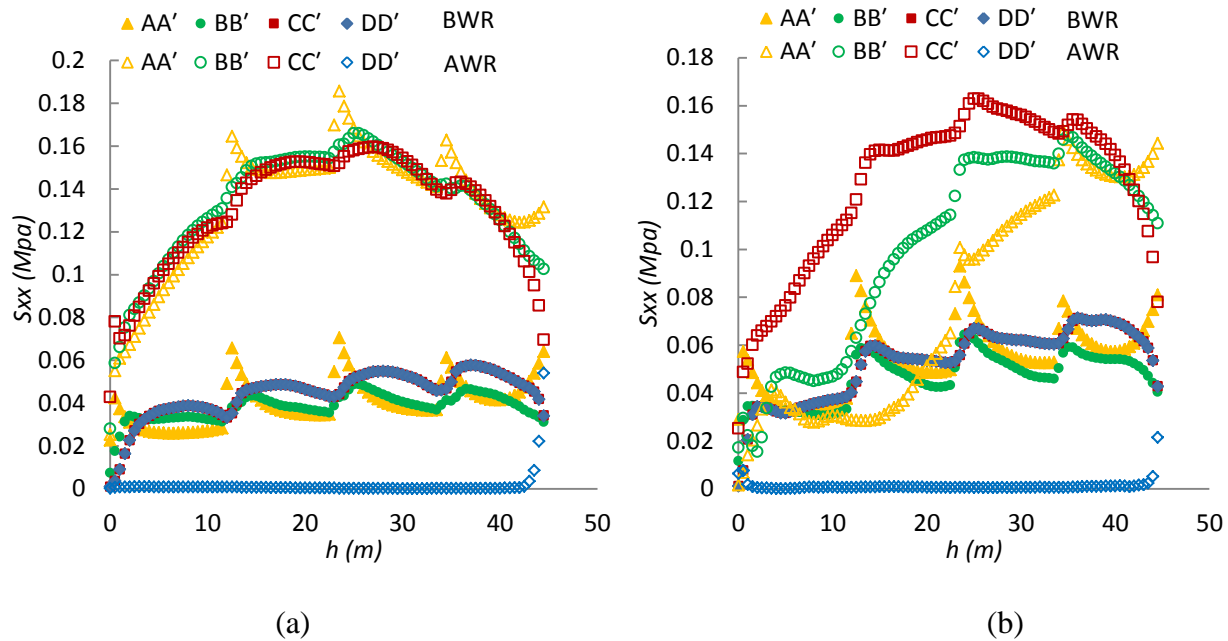 AA′ BB′ CC′ DD′ BWR
AA′ BB′ CC′ DD′ AWR
Sxx (Mpa)
0.2
0.18
0.16
0.14
0.12
0.1
0.08
0.06
0.04
0.02
0
0 10 20 30 40 50
h (m)
(a)
AA′ BB′ CC′ DD′ BWR
AA′ BB′ CC′ DD′ AWR
Sxx (Mpa)
0.18
0.16
0.14
0.12
0.1
0.08
0.06
0.04
0.02
0
0 10 20 30 40 50
h (m)
(b)